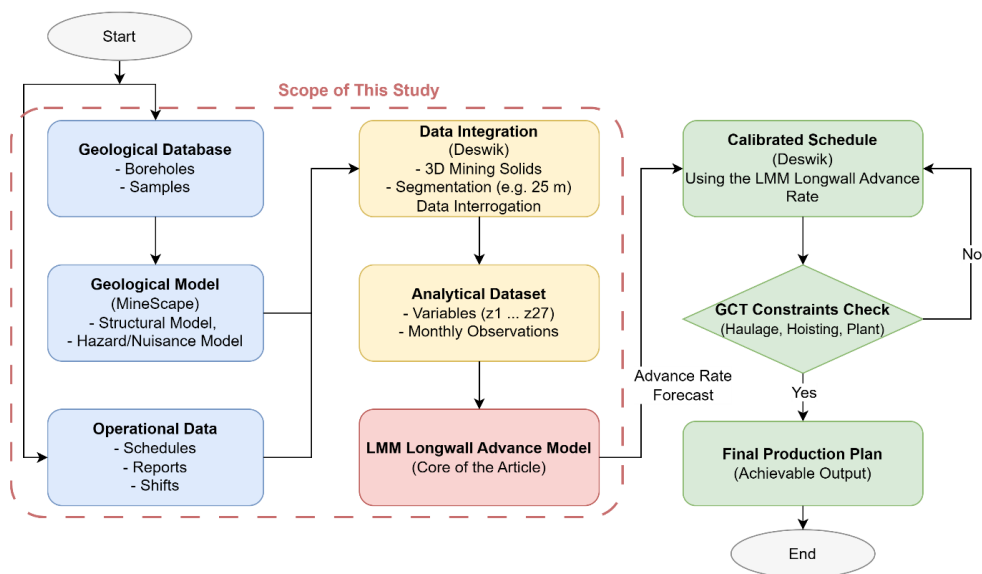 Start
Scope of This Study
Geological Database
- Boreholes
- Samples
Geological Model
(MineScape)
- Structural Model,
- Hazard/Nuisance Model
Operational Data
- Schedules
- Reports
- Shifts
Data Integration
(Deswik)
- 3D Mining Solids
- Segmentation (e.g. 25 m)
Data Interrogation
Analytical Dataset
- Variables (z1 ... z27)
- Monthly Observations
LMM Longwall Advance Model
(Core of the Article)
Advance Rate
Forecast
Calibrated Schedule
(Deswik)
Using the LMM Longwall Advance
Rate
No
GCT Constraints Check
(Haulage, Hoisting, Plant)
Yes
Final Production Plan
(Achievable Output)
End